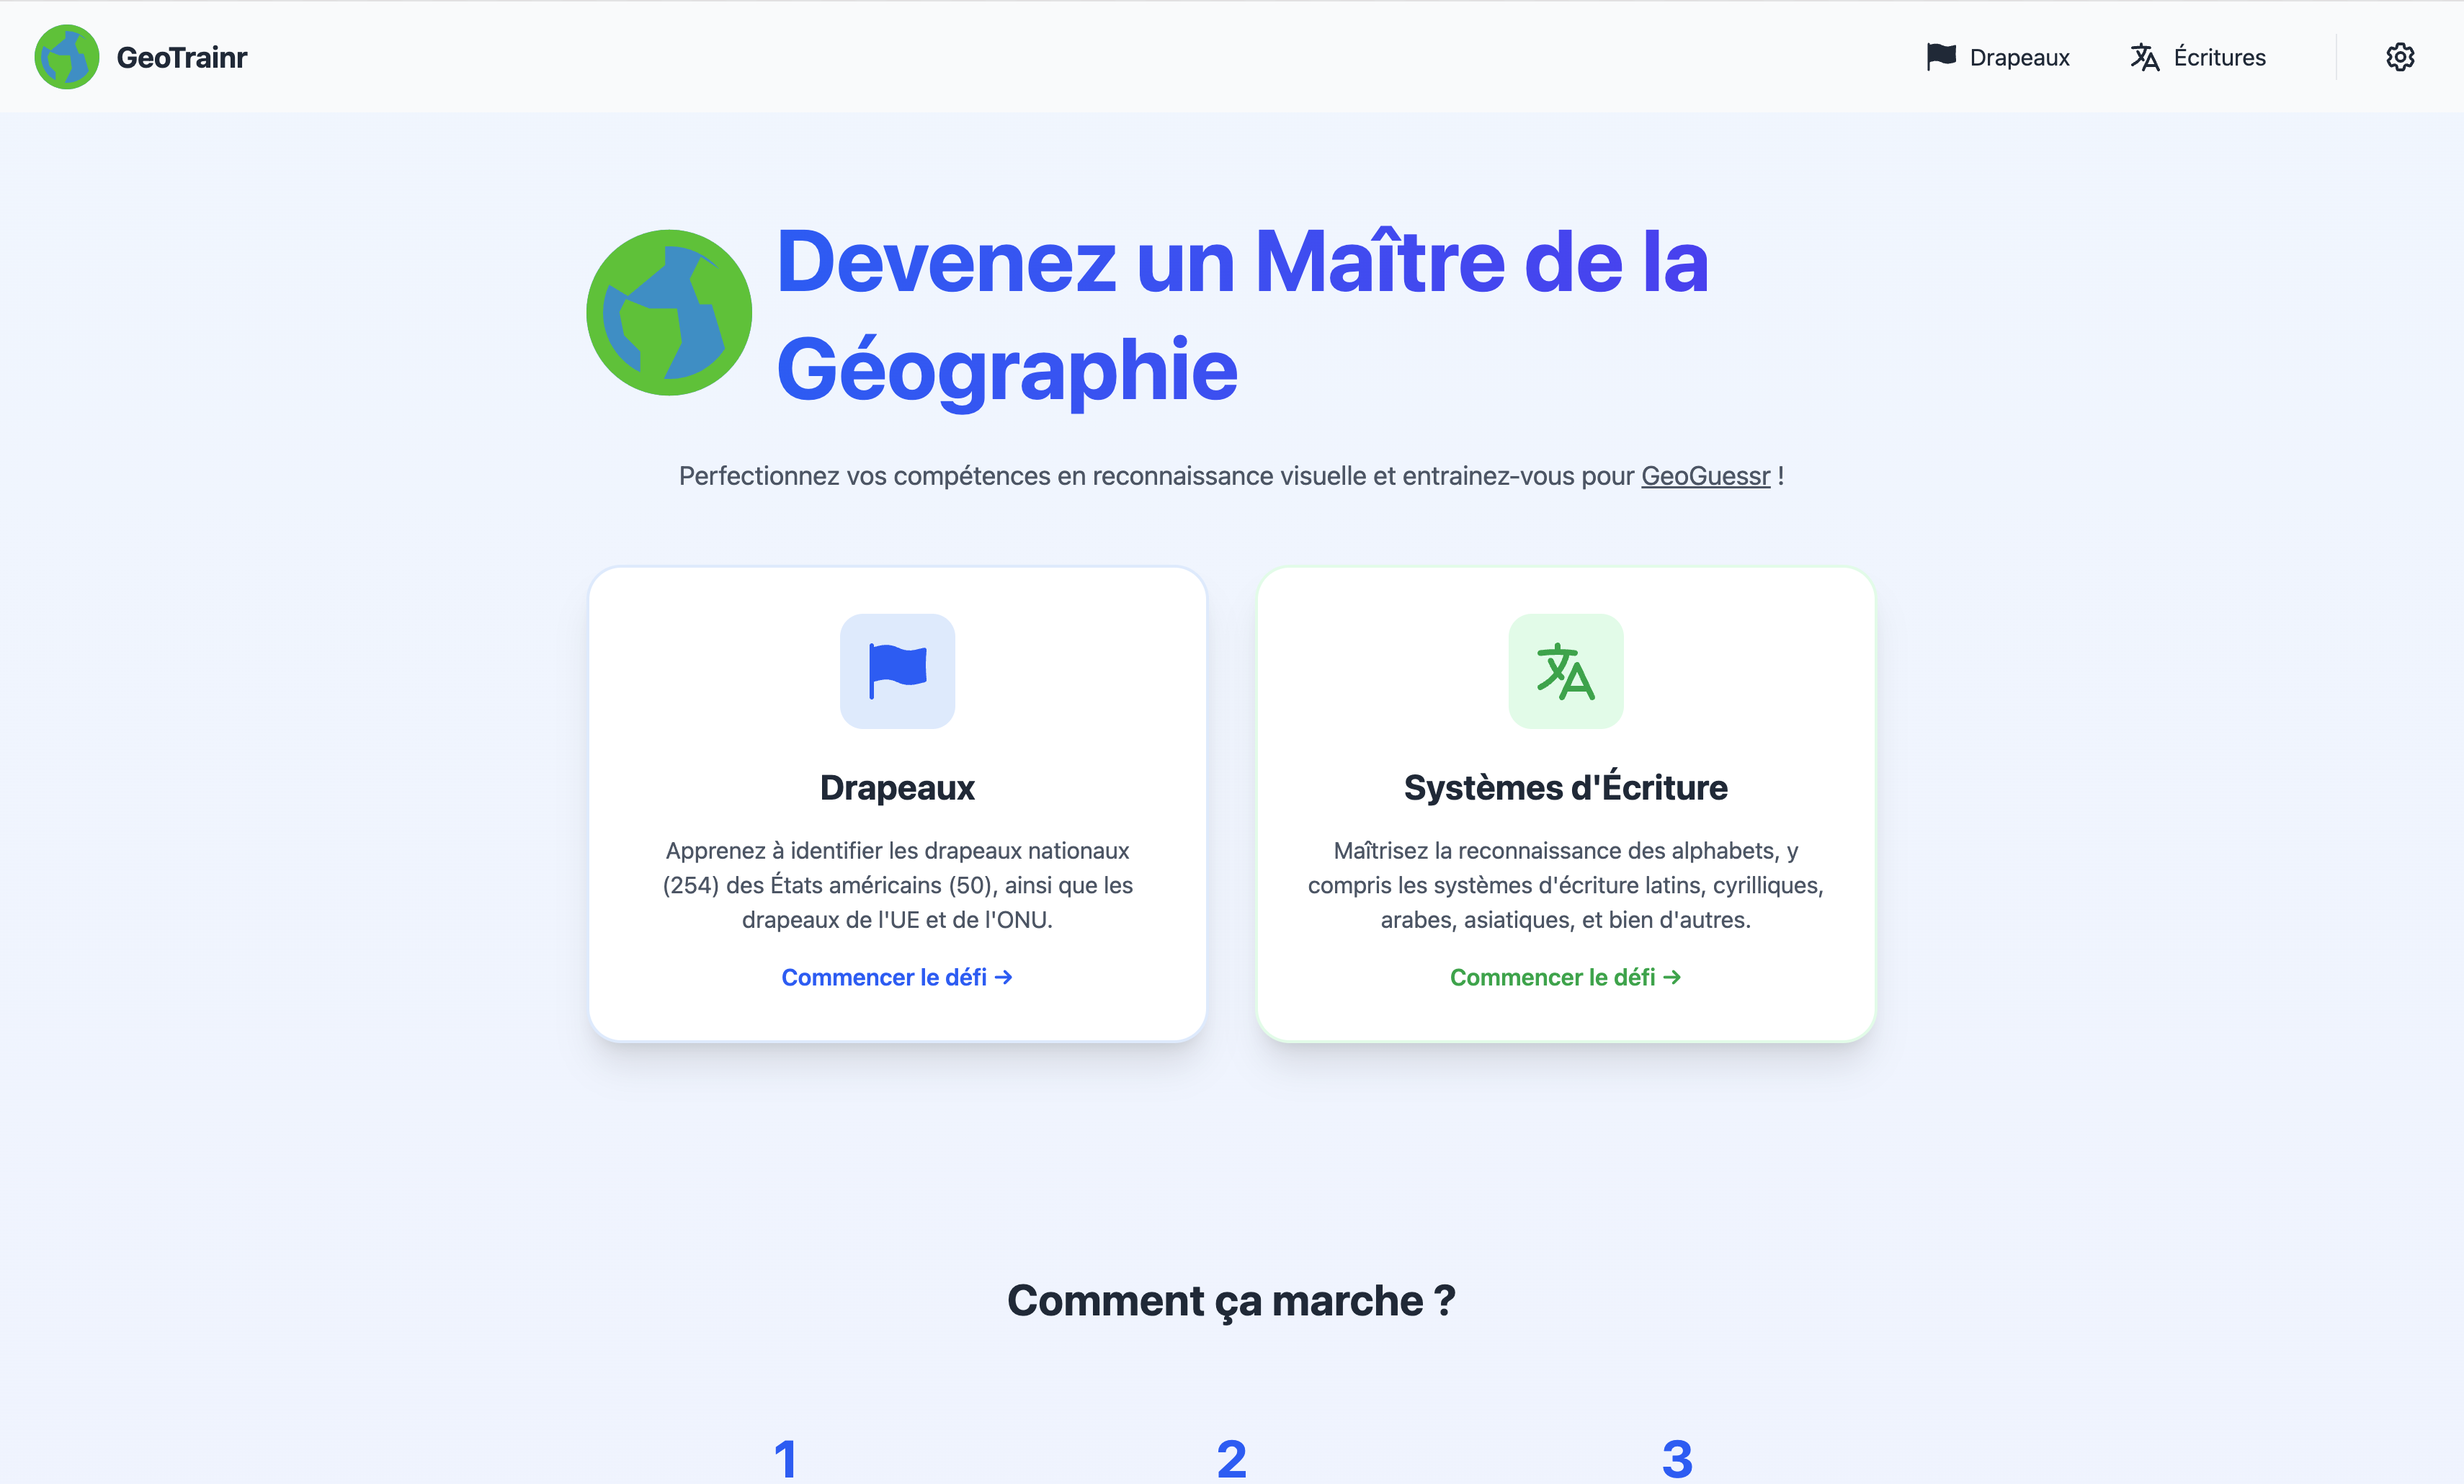 GeoTrainr
Drapeaux
Écritures
Devenez un Maître de la
Géographie
Perfectionnez vos compétences en reconnaissance visuelle et entrainez-vous pour GeoGuessr !
Drapeaux
Apprenez à identifier les drapeaux nationaux
(254) des États américains (50), ainsi que les
drapeaux de l'UE et de l'ONU.
Commencer le défi →
Systèmes d'Écriture
Maîtrisez la reconnaissance des alphabets, y
compris les systèmes d'écriture latins, cyrilliques,
arabes, asiatiques, et bien d'autres.
Commencer le défi →
Comment ça marche ?
1
2
3